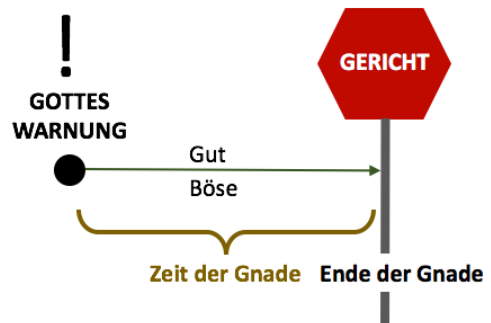 !
GOTTES
WARNUNG
GERICHT
Gut
Böse
Zeit der Gnade
Ende der Gnade